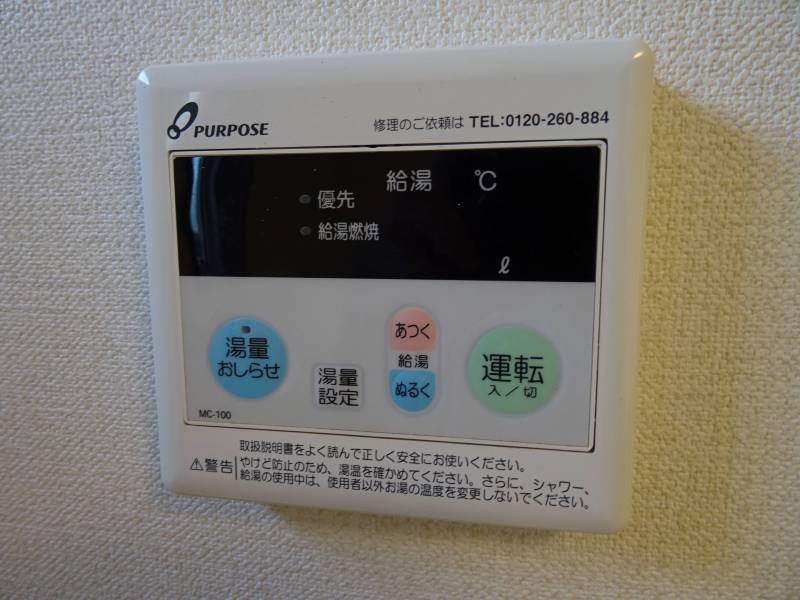 PURPOSE
修理のご依頼は TEL:0120-260-884
給湯 ℃
優先
給湯燃焼
ℓ
湯量
おしらせ
湯量
設定
あつく
給湯
ぬるく
運転
入/切
MC-100
取扱説明書をよく読んで正しく安全にお使いください。
⚠警告
やけど防止のため、湯温を確かめてください。さらに、シャワー、
給湯の使用中は、使用者以外お湯の温度を変更しないでください。